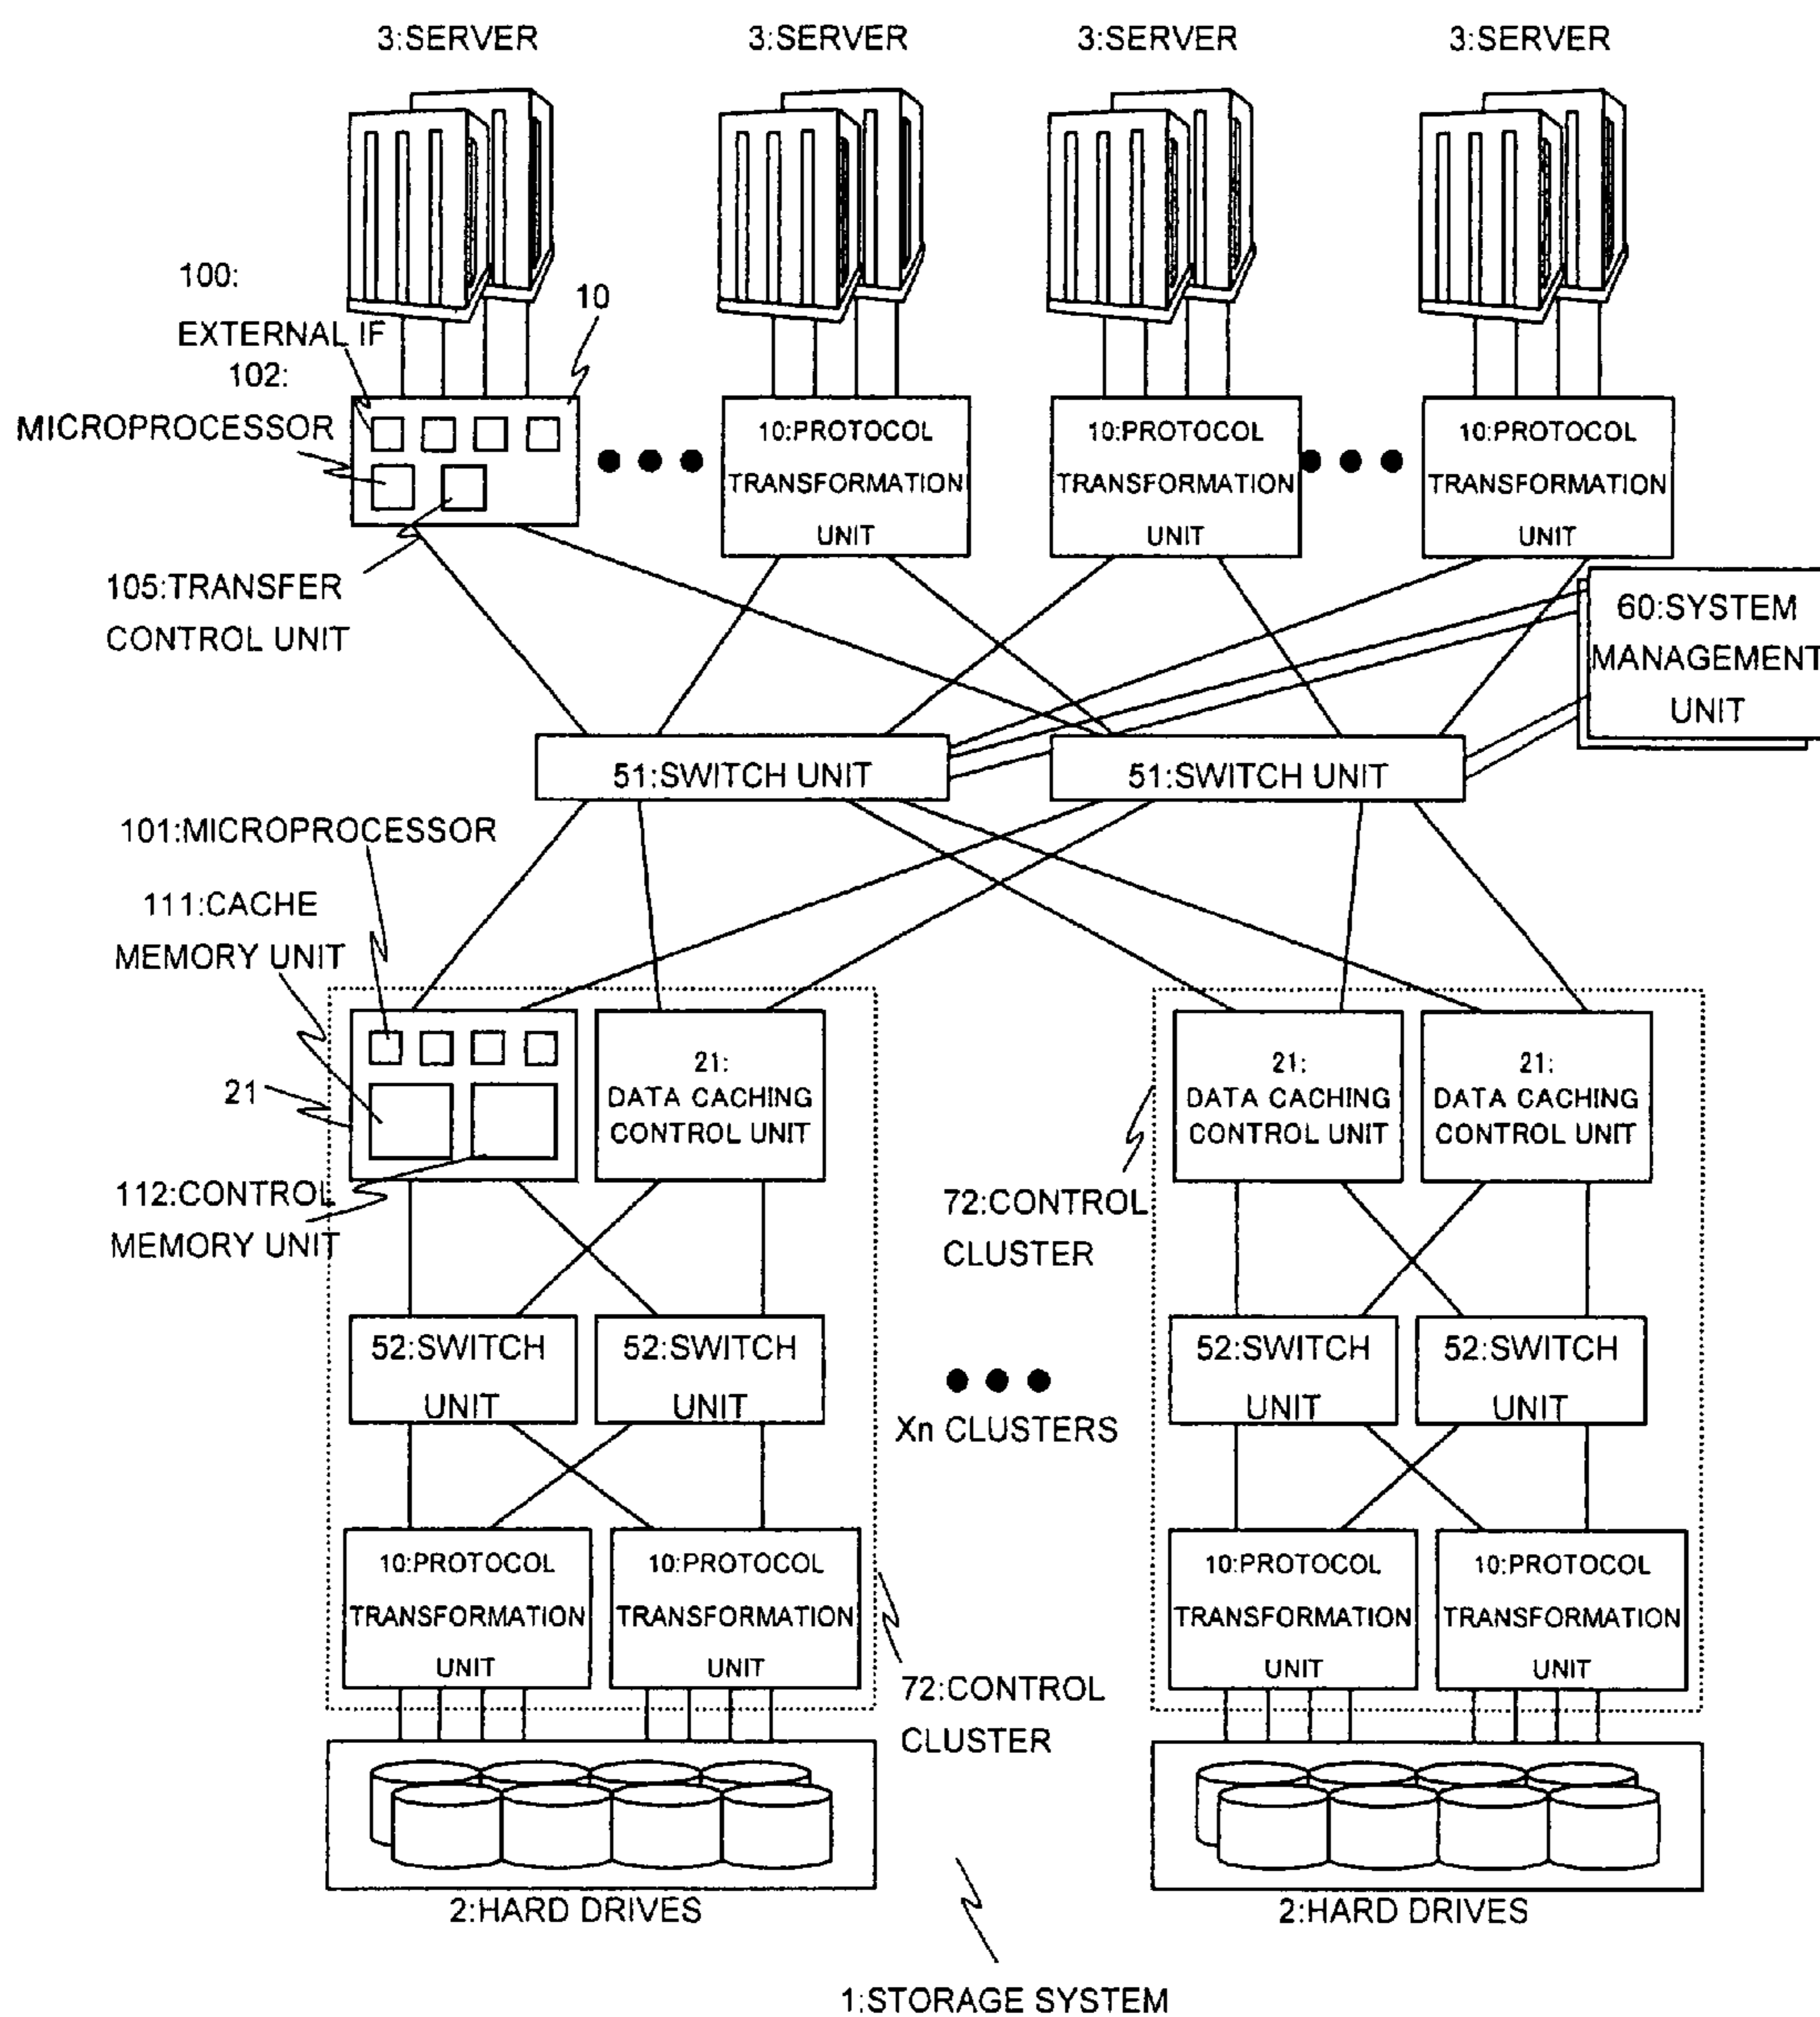 3:SERVER
3:SERVER
3:SERVER
3:SERVER
100:
EXTERNAL IF
10
102:
MICROPROCESSOR
10:PROTOCOL
TRANSFORMATION
UNIT
10:PROTOCOL
TRANSFORMATION
UNIT
10:PROTOCOL
TRANSFORMATION
UNIT
105:TRANSFER
CONTROL UNIT
60:SYSTEM
MANAGEMENT
UNIT
51:SWITCH UNIT
51:SWITCH UNIT
101:MICROPROCESSOR
111:CACHE
MEMORY UNIT
21
21:
DATA CACHING
CONTROL UNIT
21:
DATA CACHING
CONTROL UNIT
21:
DATA CACHING
CONTROL UNIT
112:CONTROL
MEMORY UNIT
72:CONTROL
CLUSTER
52:SWITCH
UNIT
52:SWITCH
UNIT
52:SWITCH
UNIT
52:SWITCH
UNIT
Xn CLUSTERS
10:PROTOCOL
TRANSFORMATION
UNIT
10:PROTOCOL
TRANSFORMATION
UNIT
10:PROTOCOL
TRANSFORMATION
UNIT
10:PROTOCOL
TRANSFORMATION
UNIT
72:CONTROL
CLUSTER
2:HARD DRIVES
2:HARD DRIVES
1:STORAGE SYSTEM